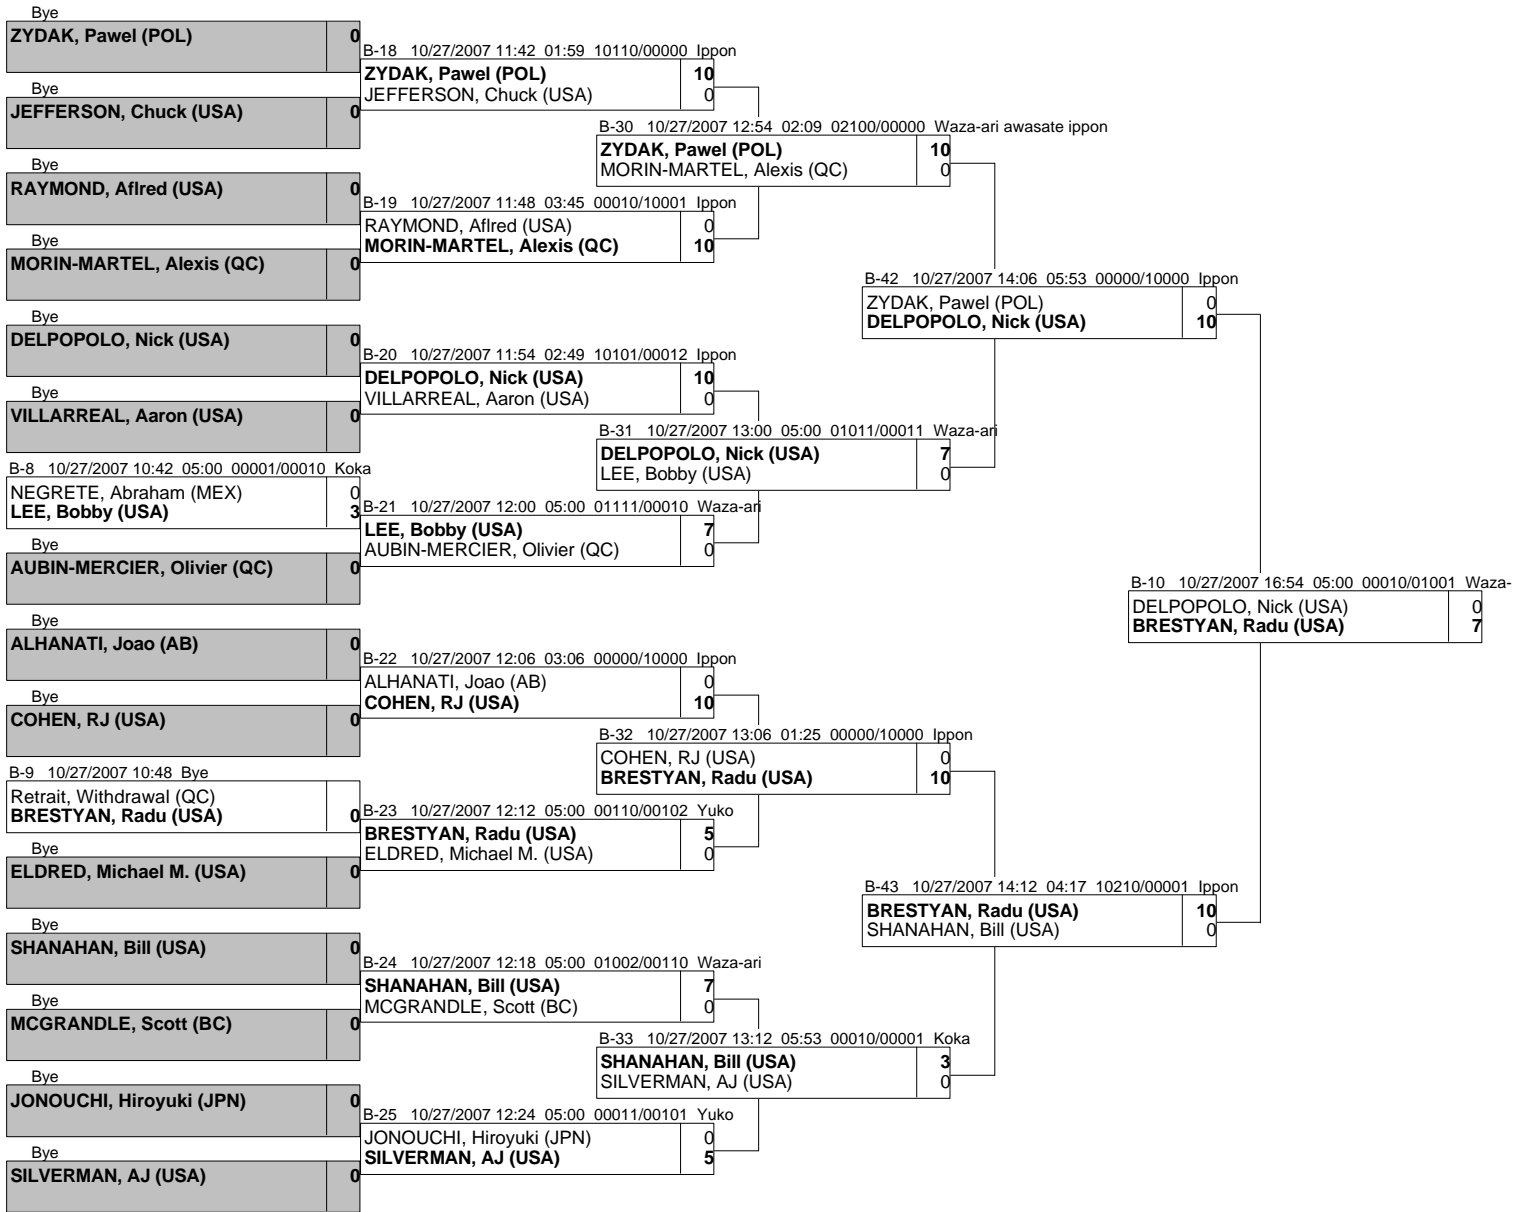 Bye
ZYDAK, Pawel (POL) 0
Bye
JEFFERSON, Chuck (USA) 0
Bye
RAYMOND, Aflred (USA) 0
Bye
MORIN-MARTEL, Alexis (QC) 0
Bye
DELPOPOLO, Nick (USA) 0
Bye
VILLARREAL, Aaron (USA) 0
B-8 10/27/2007 10:42 05:00 00001/00010 Koka
NEGRETE, Abraham (MEX) 0
LEE, Bobby (USA) 3
Bye
AUBIN-MERCIER, Olivier (QC) 0
Bye
ALHANATI, Joao (AB) 0
Bye
COHEN, RJ (USA) 0
B-9 10/27/2007 10:48 Bye
Retrait, Withdrawal (QC)
BRESTYAN, Radu (USA) 0
Bye
ELDRED, Michael M. (USA) 0
Bye
SHANAHAN, Bill (USA) 0
Bye
MCGRANDLE, Scott (BC) 0
Bye
JONOUCHI, Hiroyuki (JPN) 0
Bye
SILVERMAN, AJ (USA) 0
B-18 10/27/2007 11:42 01:59 10110/00000 Ippon
ZYDAK, Pawel (POL) 10
JEFFERSON, Chuck (USA) 0
B-19 10/27/2007 11:48 03:45 00010/10001 Ippon
RAYMOND, Aflred (USA) 0
MORIN-MARTEL, Alexis (QC) 10
B-20 10/27/2007 11:54 02:49 10101/00012 Ippon
DELPOPOLO, Nick (USA) 10
VILLARREAL, Aaron (USA) 0
B-21 10/27/2007 12:00 05:00 01111/00010 Waza-ari
LEE, Bobby (USA) 7
AUBIN-MERCIER, Olivier (QC) 0
B-22 10/27/2007 12:06 03:06 00000/10000 Ippon
ALHANATI, Joao (AB) 0
COHEN, RJ (USA) 10
B-23 10/27/2007 12:12 05:00 00110/00102 Yuko
BRESTYAN, Radu (USA) 5
ELDRED, Michael M. (USA) 0
B-24 10/27/2007 12:18 05:00 01002/00110 Waza-ari
SHANAHAN, Bill (USA) 7
MCGRANDLE, Scott (BC) 0
B-25 10/27/2007 12:24 05:00 00011/00101 Yuko
JONOUCHI, Hiroyuki (JPN) 0
SILVERMAN, AJ (USA) 5
B-30 10/27/2007 12:54 02:09 02100/00000 Waza-ari awasate ippon
ZYDAK, Pawel (POL) 10
MORIN-MARTEL, Alexis (QC) 0
B-31 10/27/2007 13:00 05:00 01011/00011 Waza-ari
DELPOPOLO, Nick (USA) 7
LEE, Bobby (USA) 0
B-32 10/27/2007 13:06 01:25 00000/10000 Ippon
COHEN, RJ (USA) 0
BRESTYAN, Radu (USA) 10
B-33 10/27/2007 13:12 05:53 00010/00001 Koka
SHANAHAN, Bill (USA) 3
SILVERMAN, AJ (USA) 0
B-42 10/27/2007 14:06 05:53 00000/10000 Ippon
ZYDAK, Pawel (POL) 0
DELPOPOLO, Nick (USA) 10
B-43 10/27/2007 14:12 04:17 10210/00001 Ippon
BRESTYAN, Radu (USA) 10
SHANAHAN, Bill (USA) 0
B-10 10/27/2007 16:54 05:00 00010/01001 Waza-
DELPOPOLO, Nick (USA) 0
BRESTYAN, Radu (USA) 7